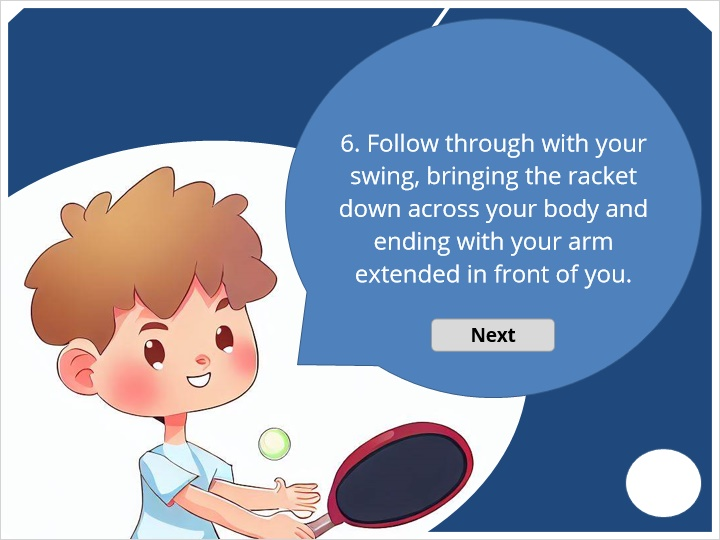 6. Follow through with your
swing, bringing the racket
down across your body and
ending with your arm
extended in front of you.
Next